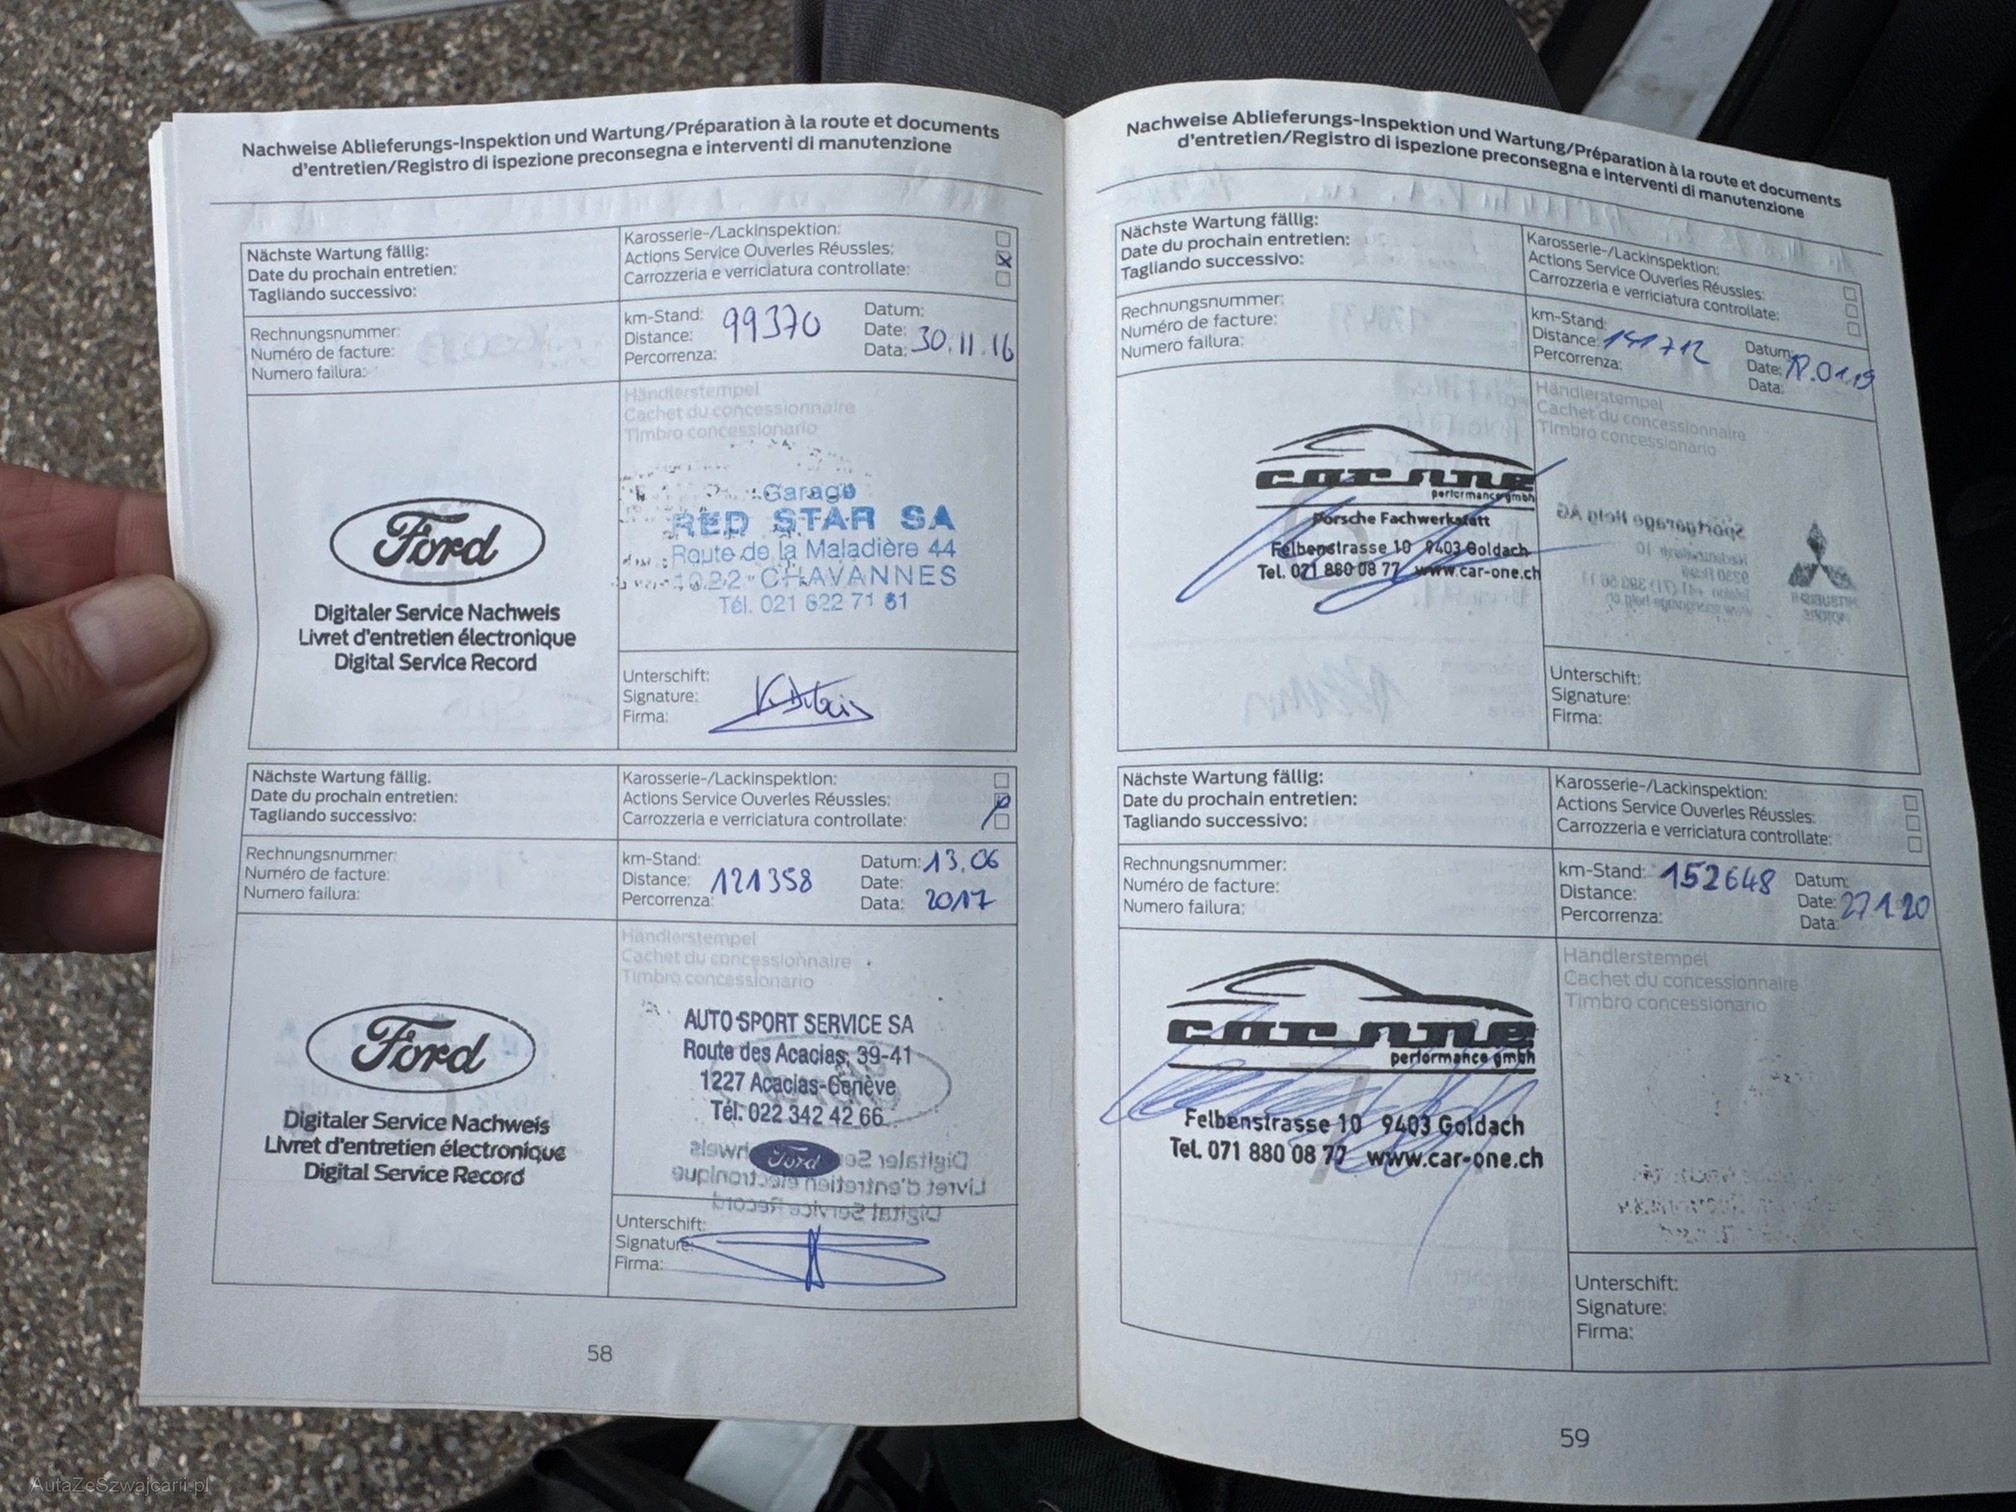 Nachweise Ablieferungs-Inspektion und Wartung/Préparation à la route et documents
d'entretien/Registro di ispezione preconsegna e interventi di manutenzione
Nächste Wartung fällig:
Date du prochain entretien:
Tagliando successivo:
Karosserie-/Lackinspektion:
Actions Service Ouverles Réussles:
Carrozzeria e verriciatura controllate:
Rechnungsnummer:
Numéro de facture:
Numero failura:
km-Stand:
Distance: 99370
Percorrenza:
Datum:
Date: 30.11.16
Data:
Händlerstempel
Cachet du concessionnaire
Timbro concessionario
Ford
Digitaler Service Nachweis
Livret d'entretien électronique
Digital Service Record
Garage
RED STAR SA
Route de la Maladière 44
1022 CHAVANNES
Tél. 021 622 71 61
Unterschift:
Signature:
Firma:
Nächste Wartung fällig.
Date du prochain entretien:
Tagliando successivo:
Karosserie-/Lackinspektion:
Actions Service Ouverles Réussles:
Carrozzeria e verriciatura controllate:
Rechnungsnummer:
Numéro de facture:
Numero failura:
km-Stand:
Distance: 121358
Percorrenza:
Datum: 13.06
Date:
Data: 2017
Händlerstempel
Cachet du concessionnaire
Timbro concessionario
Ford
Digitaler Service Nachweis
Livret d'entretien électronique
Digital Service Record
AUTO-SPORT SERVICE SA
Route des Acacias, 39-41
1227 Acacias-Genève
Tél. 022 342 42 66
Ford
Unterschift:
Signature:
Firma:
58
Nachweise Ablieferungs-Inspektion und Wartung/Préparation à la route et documents
d'entretien/Registro di ispezione preconsegna e interventi di manutenzione
Nächste Wartung fällig:
Date du prochain entretien:
Tagliando successivo:
Karosserie-/Lackinspektion:
Actions Service Ouverles Réussles:
Carrozzeria e verriciatura controllate:
Rechnungsnummer:
Numéro de facture:
Numero failura:
km-Stand:
Distance: 141712
Percorrenza:
Datum:
Date:
Data:
Händlerstempel
Cachet du concessionnaire
Timbro concessionario
car one
performance gmbh
Porsche Fachwerkstatt
Felbenstrasse 10 9403 Goldach
Tel. 071 880 08 77 www.car-one.ch
Unterschift:
Signature:
Firma:
Nächste Wartung fällig:
Date du prochain entretien:
Tagliando successivo:
Karosserie-/Lackinspektion:
Actions Service Ouverles Réussles:
Carrozzeria e verriciatura controllate:
Rechnungsnummer:
Numéro de facture:
Numero failura:
km-Stand: 152648
Distance:
Percorrenza:
Datum:
Date: 27.1.20
Data:
Händlerstempel
Cachet du concessionnaire
Timbro concessionario
car one
performance gmbh
Felbenstrasse 10 9403 Goldach
Tel. 071 880 08 77 www.car-one.ch
Unterschift:
Signature:
Firma:
59
AutaZeSzwajcarii.pl